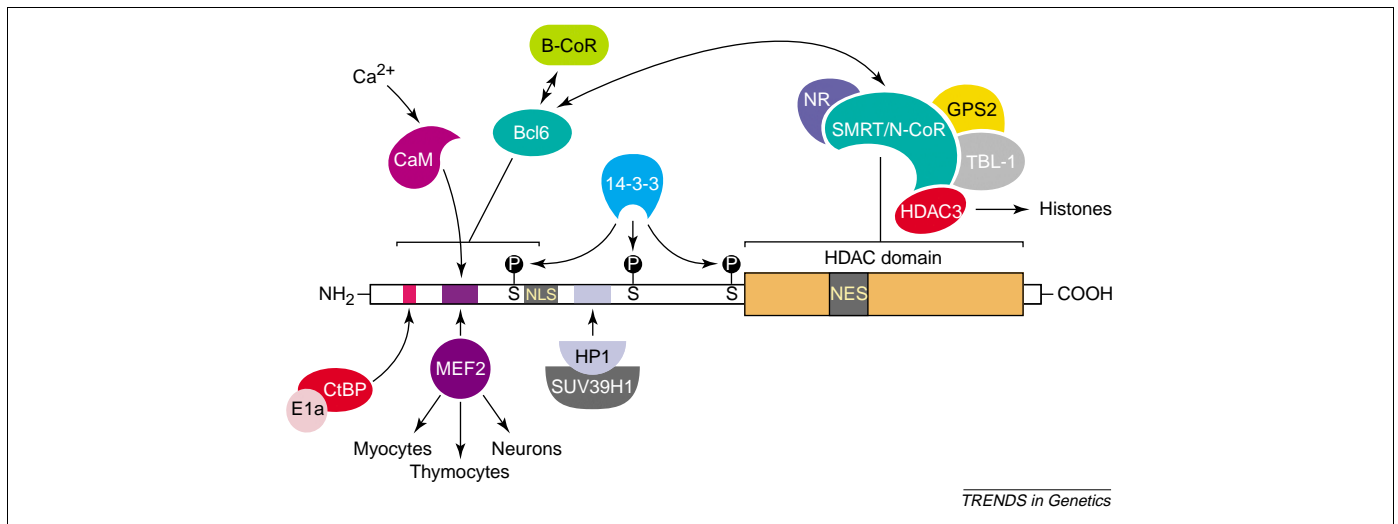 B-CoR
Ca2+
NR
GPS2
SMRT/N-CoR
Bcl6
CaM
TBL-1
14-3-3
HDAC3
Histones
HDAC domain
P
P
P
NH2
S
NLS
S
S
NES
COOH
HP1
MEF2
SUV39H1
CtBP
E1a
Myocytes
Neurons
Thymocytes
TRENDS in Genetics